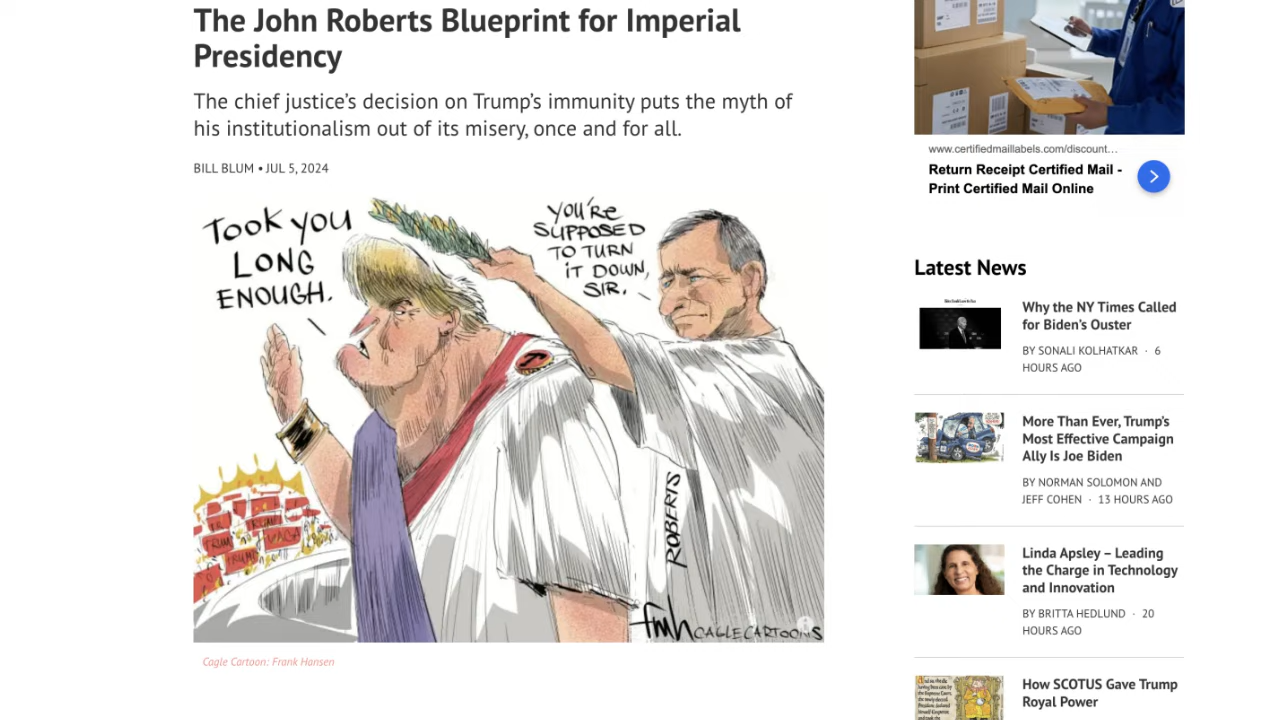 The John Roberts Blueprint for Imperial
Presidency
The chief justice’s decision on Trump’s immunity puts the myth of
his institutionalism out of its misery, once and for all.
BILL BLUM • JUL 5, 2024
TOOK YOU
LONG
ENOUGH.
YOU'RE
SUPPOSED
TO TURN
IT DOWN,
SIR.
T
TRUMP
MAGA
TRUMP
ROBERTS
fmh CAGLECARTOONS
Cagle Cartoon: Frank Hansen
www.certifiedmaillabels.com/discount…
Return Receipt Certified Mail -
Print Certified Mail Online
Latest News
Why the NY Times Called
for Biden’s Ouster
BY SONALI KOLHATKAR · 6
HOURS AGO
More Than Ever, Trump’s
Most Effective Campaign
Ally Is Joe Biden
BY NORMAN SOLOMON AND
JEFF COHEN · 13 HOURS AGO
Linda Apsley – Leading
the Charge in Technology
and Innovation
BY BRITTA HEDLUND · 20
HOURS AGO
How SCOTUS Gave Trump
Royal Power